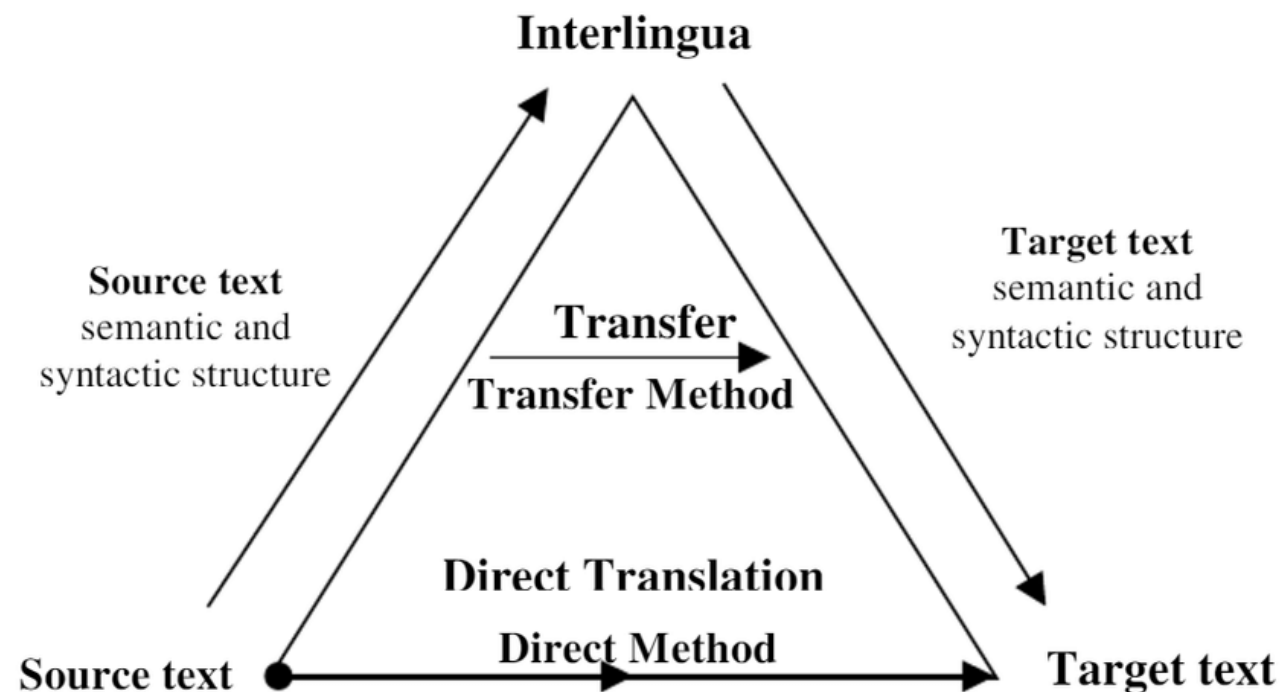 Interlingua
Source text
semantic and
syntactic structure
Target text
semantic and
syntactic structure
Transfer
Transfer Method
Direct Translation
Direct Method
Source text
Target text